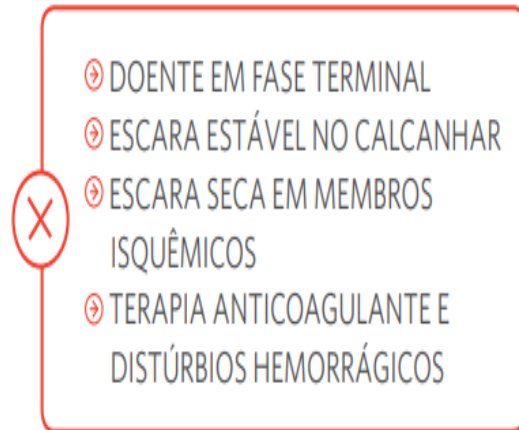 DOENTE EM FASE TERMINAL
ESCARA ESTÁVEL NO CALCANHAR
ESCARA SECA EM MEMBROS
ISQUÊMICOS
TERAPIA ANTICOAGULANTE E
DISTÚRBIOS HEMORRÁGICOS